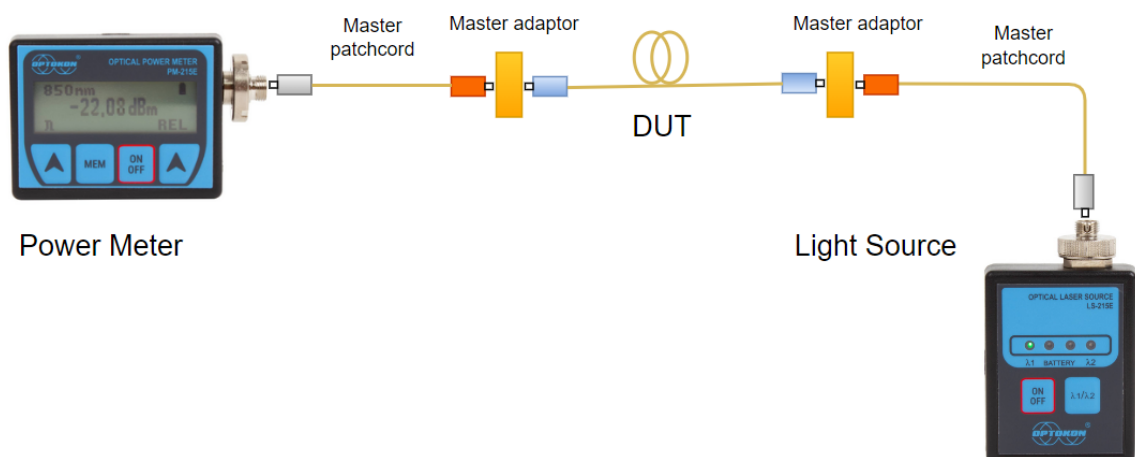 Master
patchcord
Master adaptor
Master adaptor
Master
patchcord
OPTOKON®
OPTICAL POWER METER
PM-215E
850nm
-22,08dBm
REL
MEM
ON
OFF
DUT
Power Meter
Light Source
OPTICAL LASER SOURCE
LS-215E
λ1 BATTERY λ2
ON
OFF
λ1/λ2
OPTOKON®